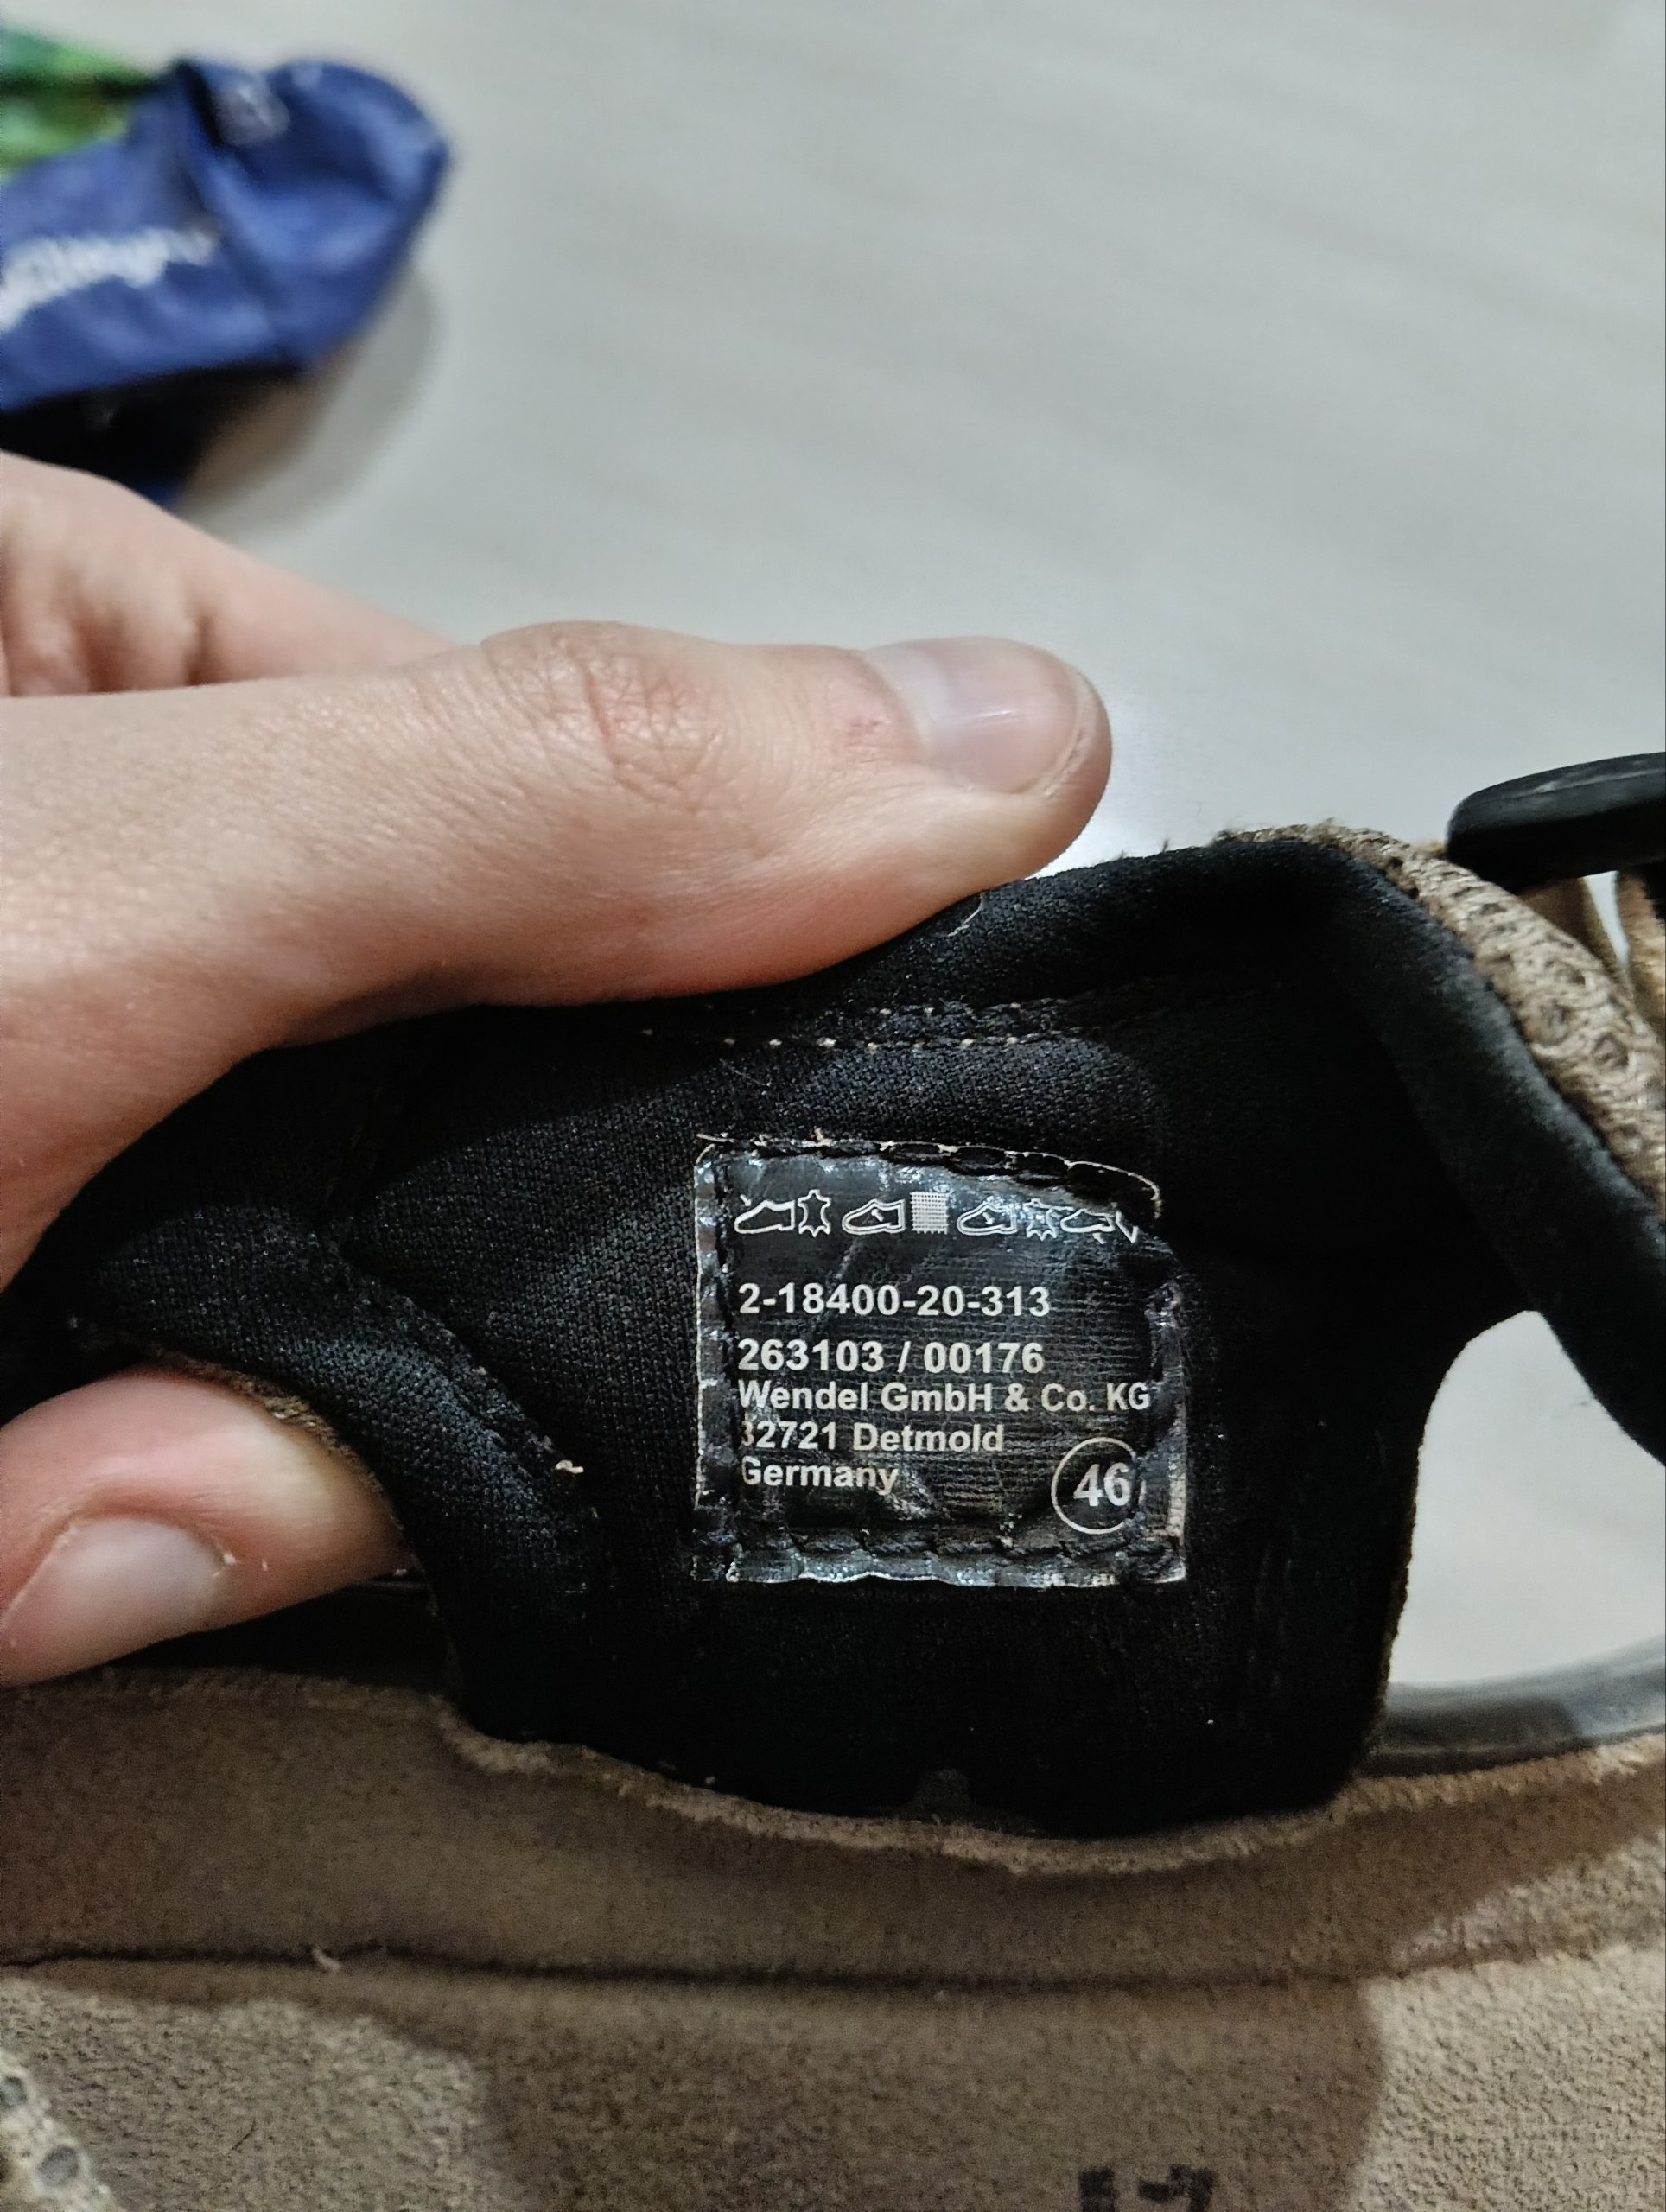 2-18400-20-313
263103 / 00176
Wendel GmbH & Co. KG
32721 Detmold
Germany
46